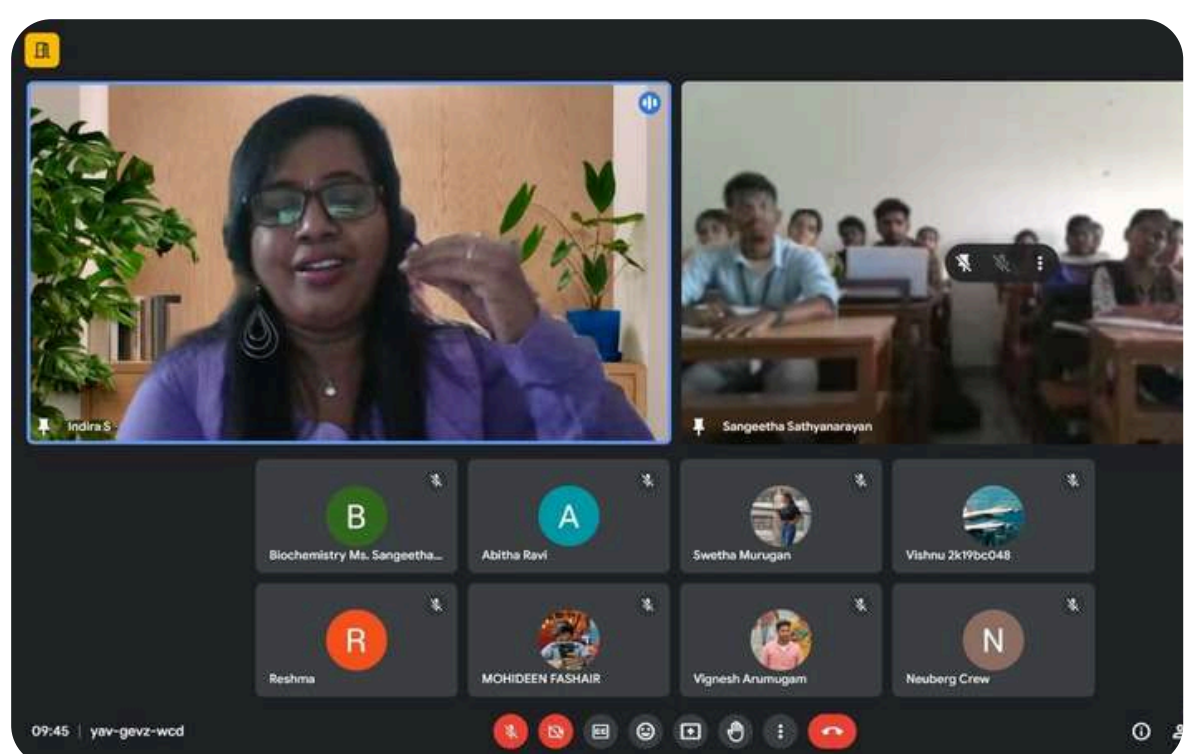 Indira S
Sangeetha Sathyanarayan
B
A
Biochemistry Ms. Sangeetha...
Abitha Ravi
Swetha Murugan
Vishnu 2k19bc048
R
N
Reshma
MOHIDEEN FASHAIR
Vignesh Arumugam
Neuberg Crew
09:45 | yav-gevz-wcd
CC